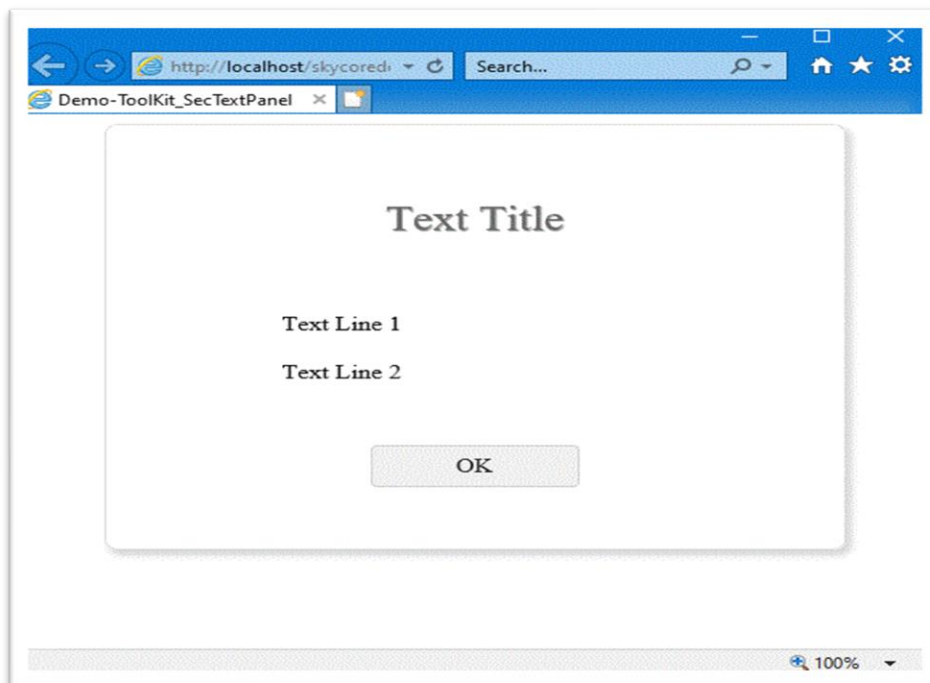 http://localhost/skycored
Search...
Demo-ToolKit_SecTextPanel
Text Title
Text Line 1
Text Line 2
OK
100%